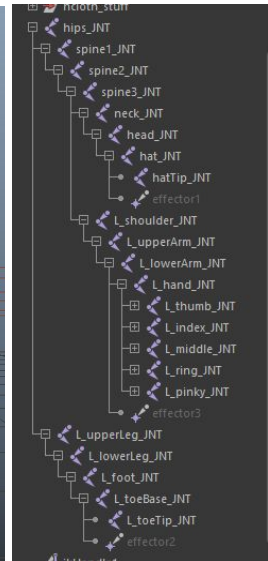 ncloth_stuff
hips_JNT
spine1_JNT
spine2_JNT
spine3_JNT
neck_JNT
head_JNT
hat_JNT
hatTip_JNT
effector1
L_shoulder_JNT
L_upperArm_JNT
L_lowerArm_JNT
L_hand_JNT
L_thumb_JNT
L_index_JNT
L_middle_JNT
L_ring_JNT
L_pinky_JNT
effector3
L_upperLeg_JNT
L_lowerLeg_JNT
L_foot_JNT
L_toeBase_JNT
L_toeTip_JNT
effector2